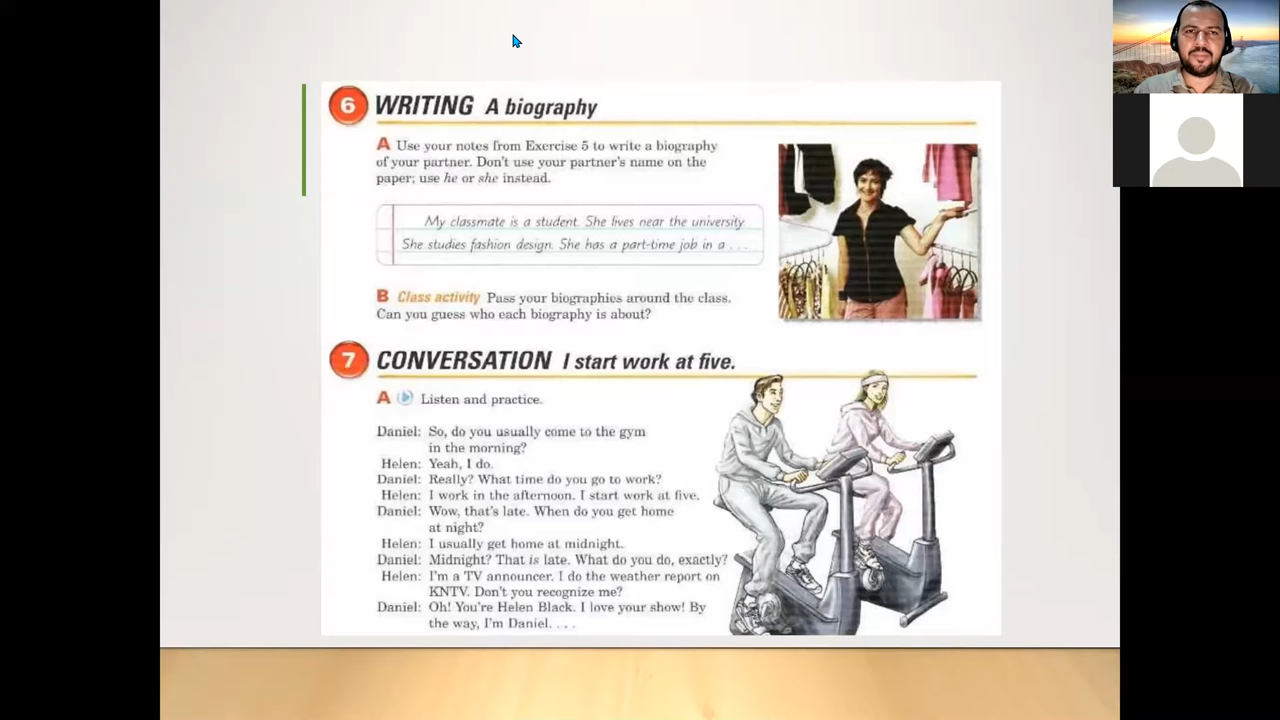 6 WRITING A biography
A Use your notes from Exercise 5 to write a biography
of your partner. Don't use your partner's name on the
paper; use he or she instead.
My classmate is a student. She lives near the university
She studies fashion design. She has a part-time job in a . . .
B Class activity Pass your biographies around the class.
Can you guess who each biography is about?
7 CONVERSATION I start work at five.
A Listen and practice.
Daniel: So, do you usually come to the gym
in the morning?
Helen: Yeah, I do.
Daniel: Really? What time do you go to work?
Helen: I work in the afternoon. I start work at five.
Daniel: Wow, that's late. When do you get home
at night?
Helen: I usually get home at midnight.
Daniel: Midnight? That is late. What do you do, exactly?
Helen: I'm a TV announcer. I do the weather report on
KNTV. Don't you recognize me?
Daniel: Oh! You're Helen Black. I love your show! By
the way, I'm Daniel. . . .